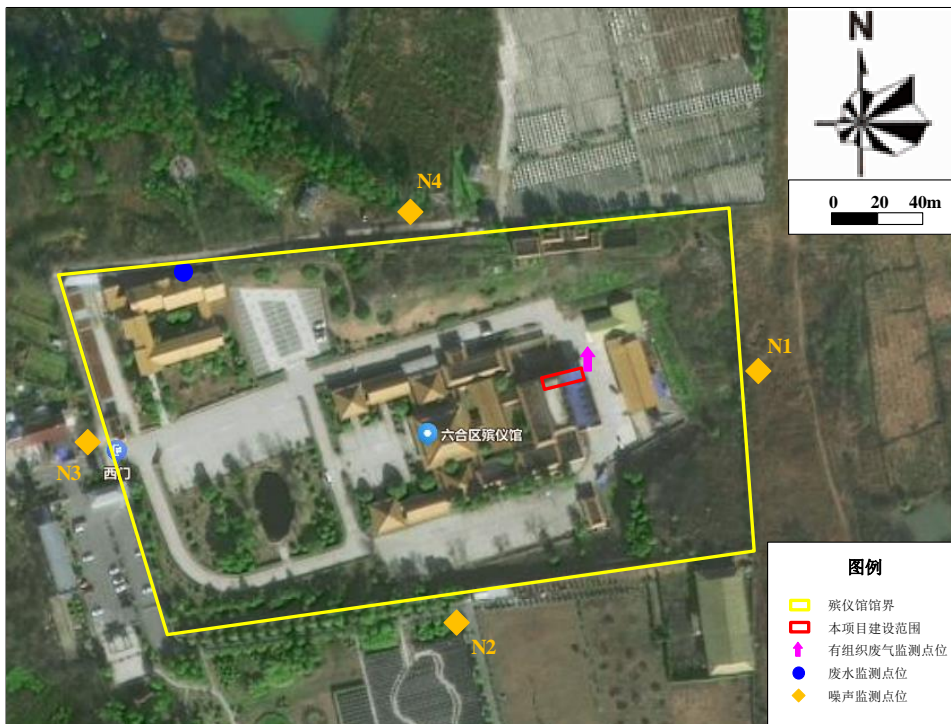 N
0 20 40m
N4
N1
六合区殡仪馆
N3
西门
N2
图例
殡仪馆馆界
本项目建设范围
有组织废气监测点位
废水监测点位
噪声监测点位